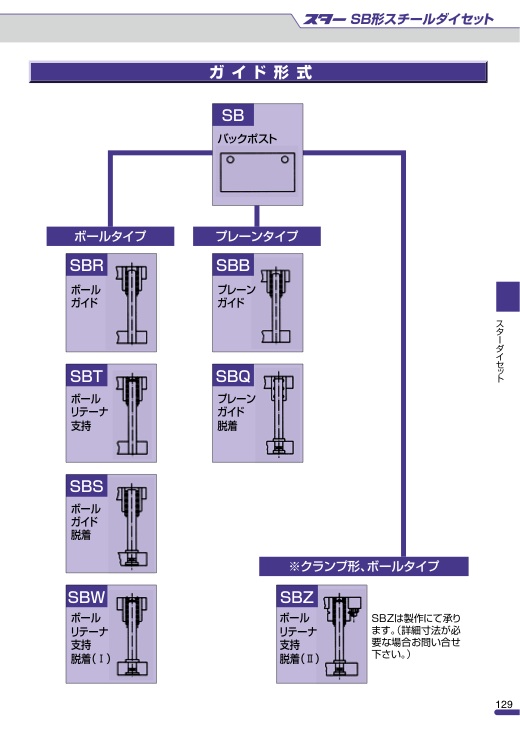 スター SB形スチールダイセット
ガイド形式
SB
バックポスト
ボールタイプ
プレーンタイプ
SBR
ボール
ガイド
SBB
プレーン
ガイド
SBT
ボール
リテーナ
支持
SBQ
プレーン
ガイド
脱着
SBS
ボール
ガイド
脱着
※クランプ形、ボールタイプ
SBW
ボール
リテーナ
支持
脱着(Ⅰ)
SBZ
ボール
リテーナ
支持
脱着(Ⅱ)
SBZは製作にて承り
ます。(詳細寸法が必
要な場合お問い合せ
下さい。)
スターダイセット
129